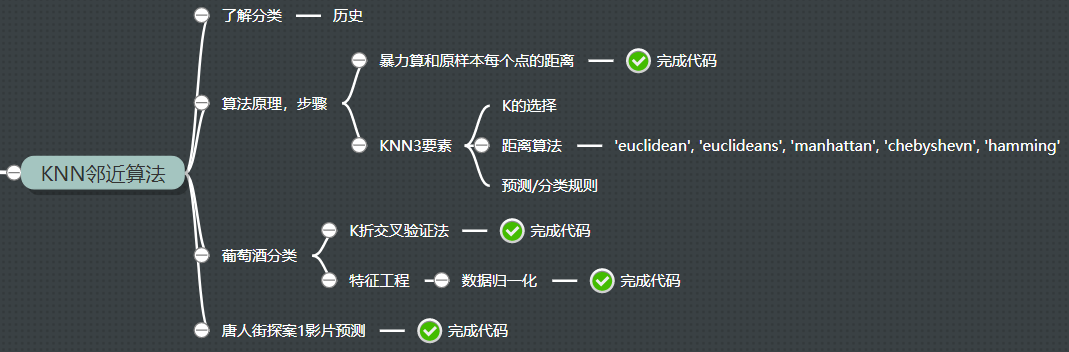 了解分类
历史
暴力算和原样本每个点的距离
完成代码
算法原理，步骤
K的选择
KNN3要素
距离算法
'euclidean', 'euclideans', 'manhattan', 'chebyshevn', 'hamming'
预测/分类规则
KNN邻近算法
K折交叉验证法
完成代码
葡萄酒分类
特征工程
数据归一化
完成代码
唐人街探案1影片预测
完成代码